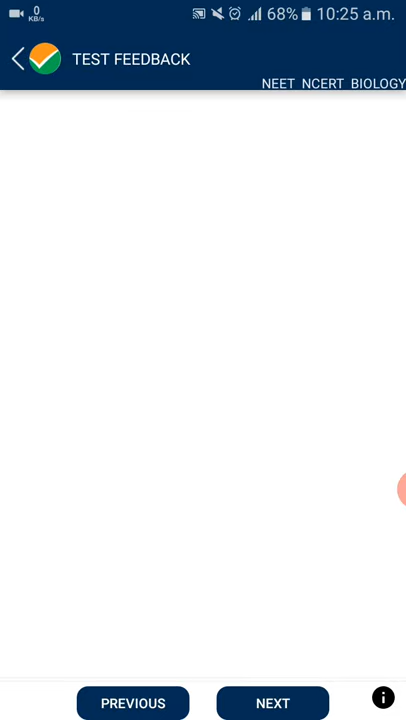 0
KB/s
68%
10:25 a.m.
TEST FEEDBACK
NEET NCERT BIOLOGY
PREVIOUS
NEXT